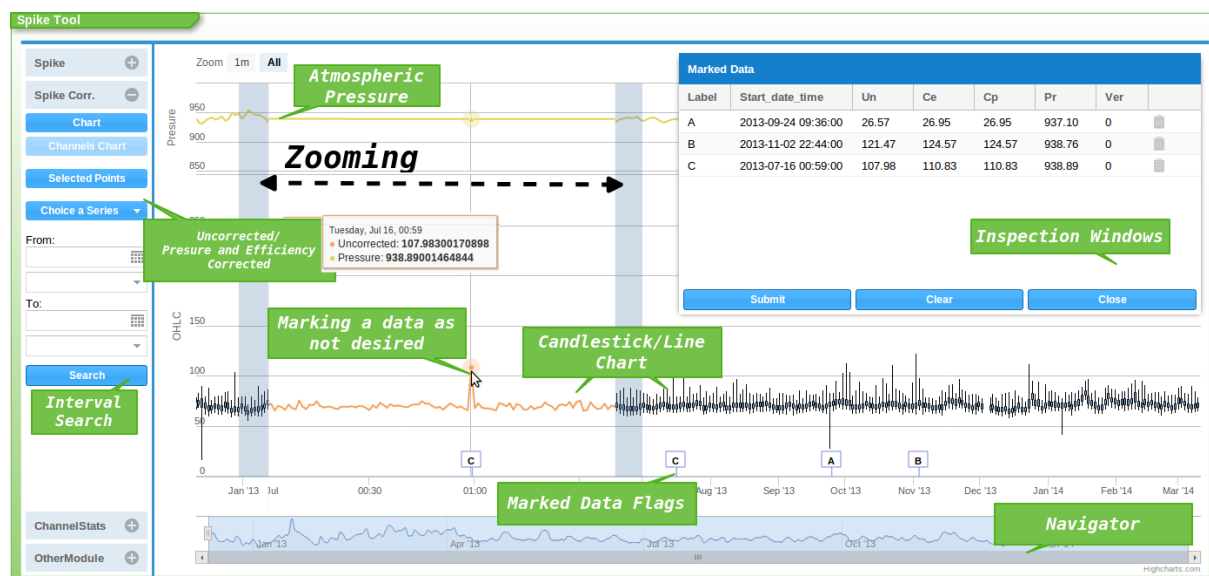 Spike Tool
Spike
Spike Corr.
Chart
Channels Chart
Selected Points
Choice a Series
From:
To:
Search
Interval
Search
ChannelStats
OtherModule
Zoom 1m All
Atmospheric
Pressure
Presure
950
900
850
Zooming
Uncorrected/
Presure and Efficiency
Corrected
Tuesday, Jul 16, 00:59
Uncorrected: 107.98300170898
Pressure: 938.89001464844
Marked Data
Label Start_date_time Un Ce Cp Pr Ver
A 2013-09-24 09:36:00 26.57 26.95 26.95 937.10 0
B 2013-11-02 22:44:00 121.47 124.57 124.57 938.76 0
C 2013-07-16 00:59:00 107.98 110.83 110.83 938.89 0
Inspection Windows
Submit Clear Close
OHLC
150
100
50
0
Marking a data as
not desired
Candlestick/Line
Chart
C C A B
Jan '13 Jul 00:30 01:00 Aug '13 Sep '13 Oct '13 Nov '13 Dec '13 Jan '14 Feb '14 Mar '14
Marked Data Flags
Navigator
Jan '13 Apr '13 Jul '13 Oct '13
Highcharts.com